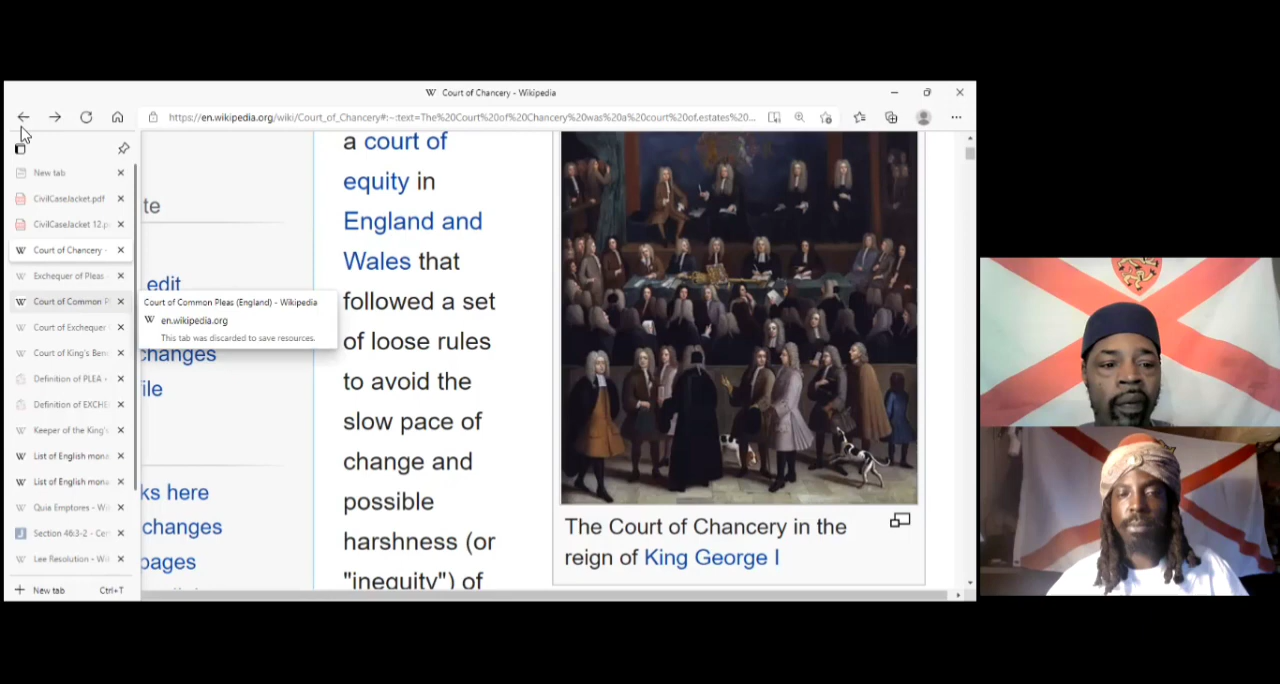 Court of Chancery - Wikipedia
https://en.wikipedia.org/wiki/Court_of_Chancery#:~:text=The%20Court%20of%20Chancery%20was%20a%20court%20of.estates%20...
New tab
CivilCaseJacket.pdf
CivilCaseJacket 12.p
Court of Chancery -
Exchequer of Pleas
Court of Common P
Court of Exchequer
Court of King's Ben
Definition of PLEA •
Definition of EXCHE
Keeper of the King's
List of English mona
List of English mona
Quia Emptores - Wi
Section 46:3-2 - Cer
Lee Resolution - Wi
New tab Ctrl+T
Court of Common Pleas (England) - Wikipedia
en.wikipedia.org
This tab was discarded to save resources.
te
edit
changes
file
ks here
changes
pages
a court of
equity in
England and
Wales that
followed a set
of loose rules
to avoid the
slow pace of
change and
possible
harshness (or
"inequity") of
The Court of Chancery in the
reign of King George I